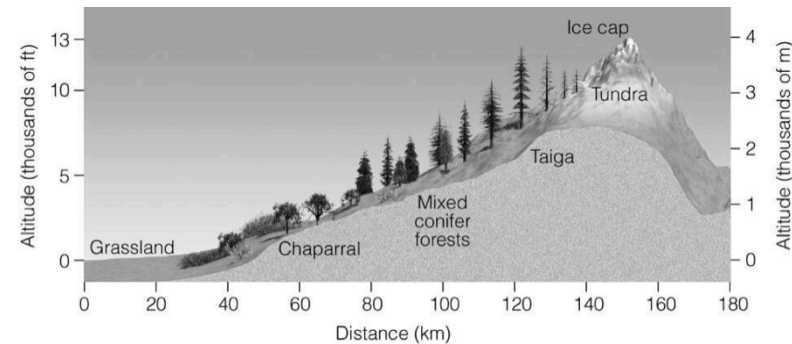 Ice cap
13
10
5
0
Altitude (thousands of ft)
4
3
2
1
0
Altitude (thousands of m)
Tundra
Taiga
Mixed
conifer
forests
Chaparral
Grassland
0 20 40 60 80 100 120 140 160 180
Distance (km)